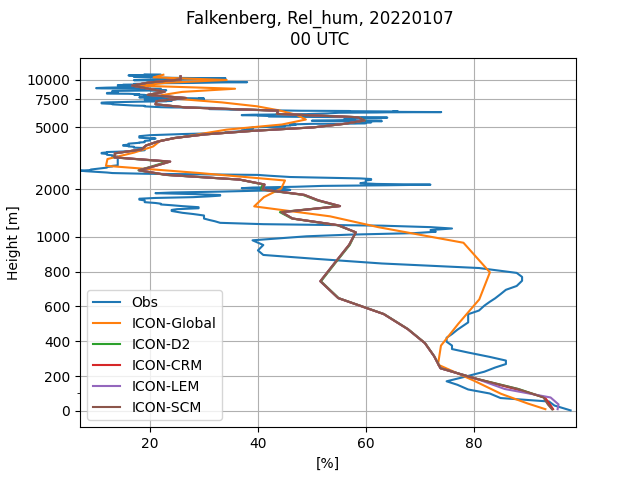 Falkenberg, Rel_hum, 20220107
00 UTC
Height [m]
10000
7500
5000
2000
1000
800
600
400
200
0
Obs
ICON-Global
ICON-D2
ICON-CRM
ICON-LEM
ICON-SCM
20
40
60
80
[%]